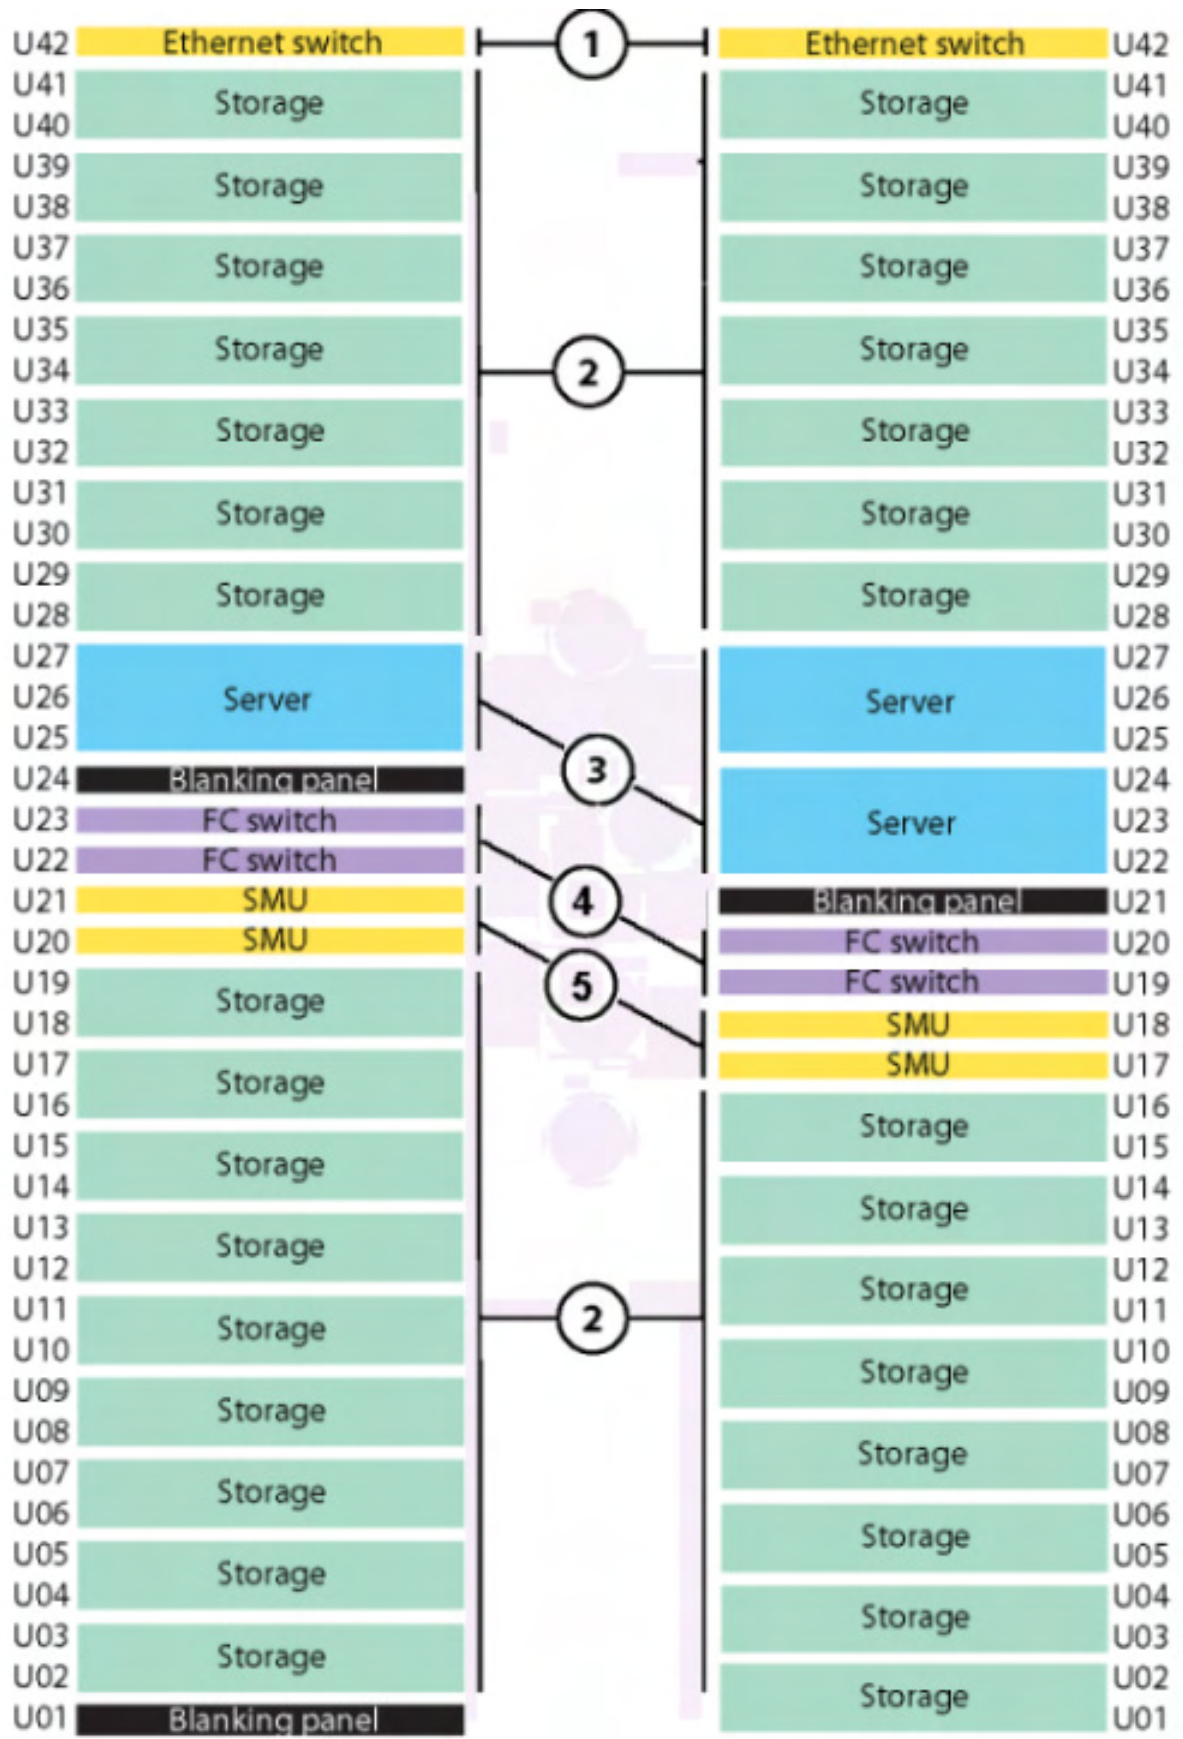 U42 Ethernet switch 1 Ethernet switch U42
U41 U41
Storage Storage
U40 U40
U39 U39
Storage Storage
U38 U38
U37 U37
Storage Storage
U36 U36
U35 U35
Storage Storage
U34 2 U34
U33 U33
Storage Storage
U32 U32
U31 U31
Storage Storage
U30 U30
U29 U29
Storage Storage
U28 U28
U27 U27
U26 Server Server U26
U25 U25
3
U24 Blanking panel U24
U23 FC switch Server U23
U22 FC switch U22
U21 SMU 4 Blanking panel U21
U20 SMU FC switch U20
U19 5 FC switch U19
Storage
U18 SMU U18
U17 SMU U17
Storage
U16 U16
Storage
U15 U15
Storage
U14 U14
Storage
U13 U13
Storage
U12 U12
Storage
U11 2 U11
Storage
U10 U10
Storage
U09 U09
Storage
U08 U08
Storage
U07 U07
Storage
U06 U06
Storage
U05 U05
Storage
U04 U04
Storage
U03 U03
Storage
U02 U02
Storage
U01 Blanking panel U01